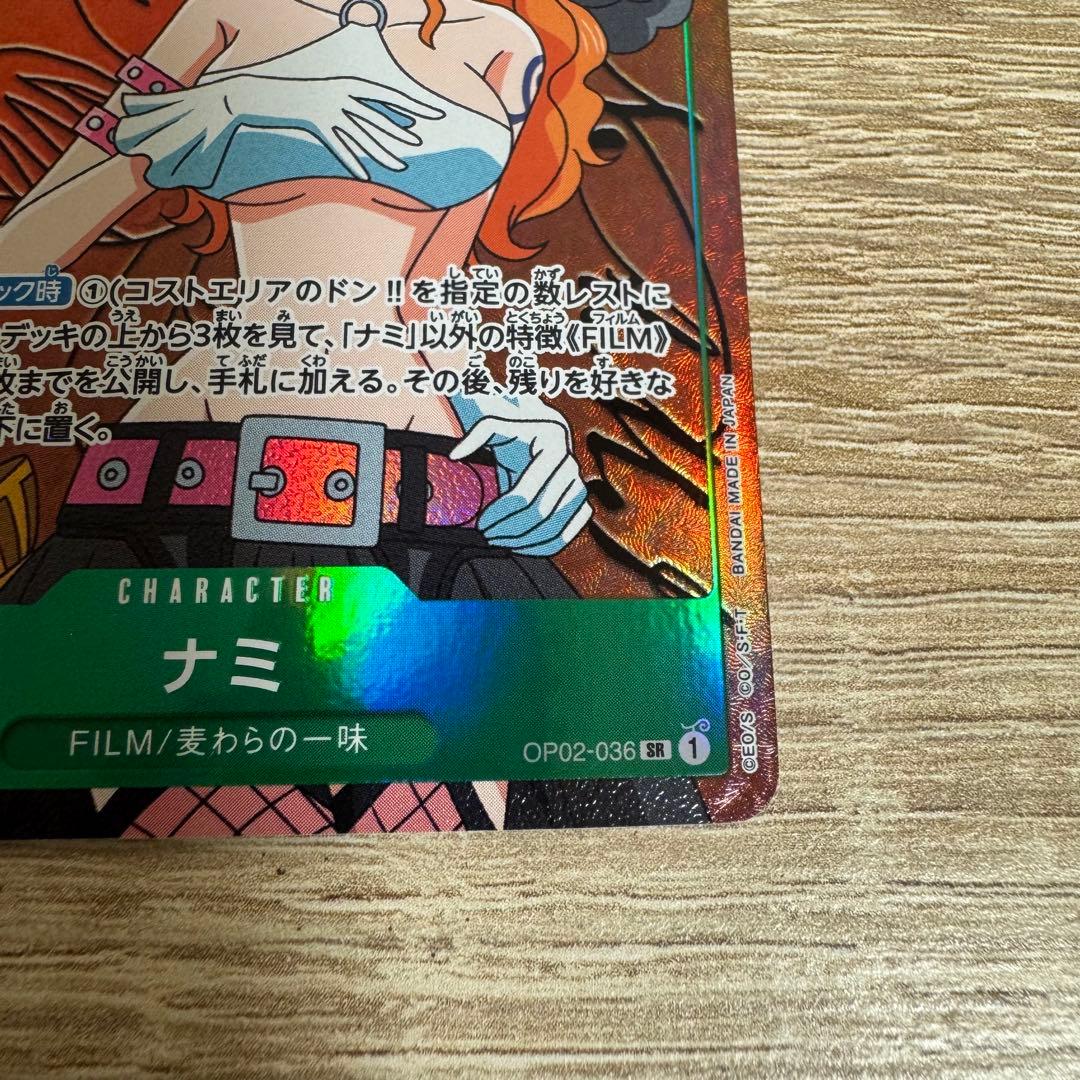 ック時 ①(コストエリアのドン!!を指定の数レストに
デッキの上から3枚を見て、「ナミ」以外の特徴《FILM》
枚までを公開し、手札に加える。その後、残りを好きな
下に置く。
CHARACTER
ナミ
FILM/麦わらの一味
OP02-036 SR 1
©EO/S ©O/S・F・T BANDAI MADE IN JAPAN